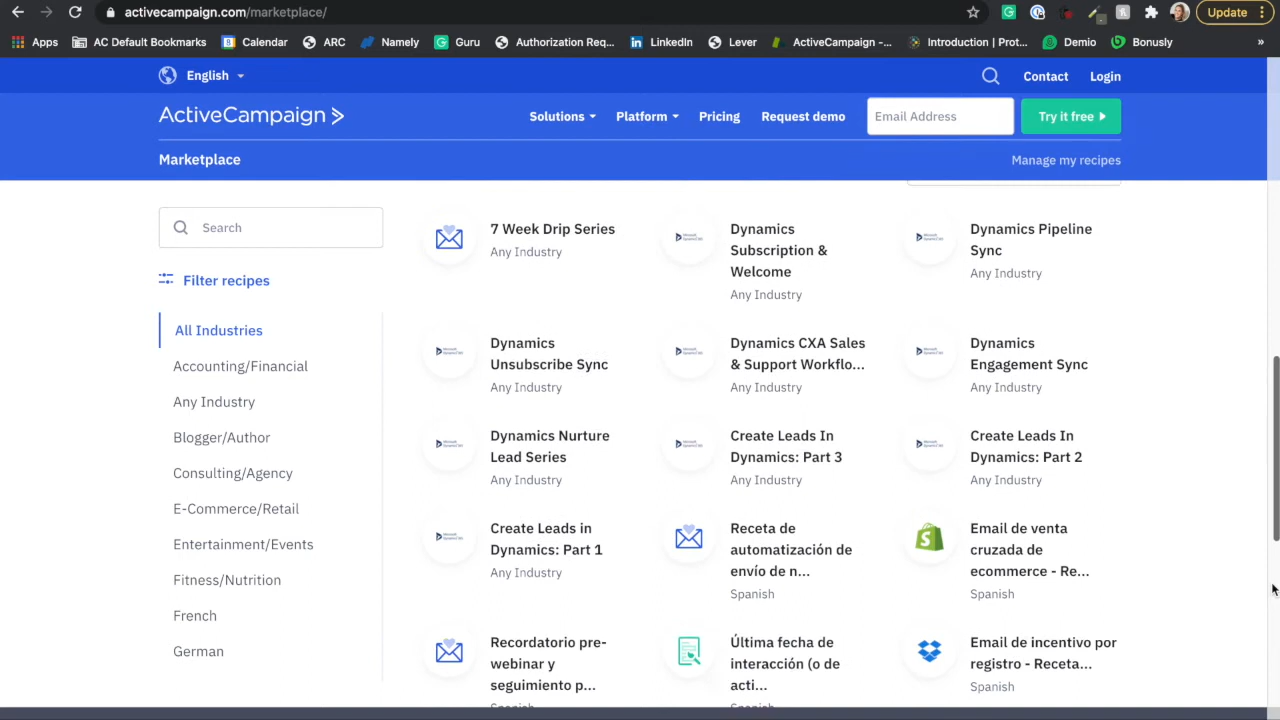 activecampaign.com/marketplace/
Update
Apps
AC Default Bookmarks
Calendar
ARC
Namely
Guru
Authorization Req...
LinkedIn
Lever
ActiveCampaign -...
Introduction | Prot...
Demio
Bonusly
»
English
Contact
Login
ActiveCampaign >
Solutions
Platform
Pricing
Request demo
Email Address
Try it free
Marketplace
Manage my recipes
Search
Filter recipes
All Industries
Accounting/Financial
Any Industry
Blogger/Author
Consulting/Agency
E-Commerce/Retail
Entertainment/Events
Fitness/Nutrition
French
German
7 Week Drip Series
Any Industry
Dynamics
Subscription &
Welcome
Any Industry
Dynamics Pipeline
Sync
Any Industry
Dynamics
Unsubscribe Sync
Any Industry
Dynamics CXA Sales
& Support Workflo...
Any Industry
Dynamics
Engagement Sync
Any Industry
Dynamics Nurture
Lead Series
Any Industry
Create Leads In
Dynamics: Part 3
Any Industry
Create Leads In
Dynamics: Part 2
Any Industry
Create Leads in
Dynamics: Part 1
Any Industry
Receta de
automatización de
envío de n...
Spanish
Email de venta
cruzada de
ecommerce - Re...
Spanish
Recordatorio pre-
webinar y
seguimiento p...
Spanish
Última fecha de
interacción (o de
acti...
Spanish
Email de incentivo por
registro - Receta...
Spanish